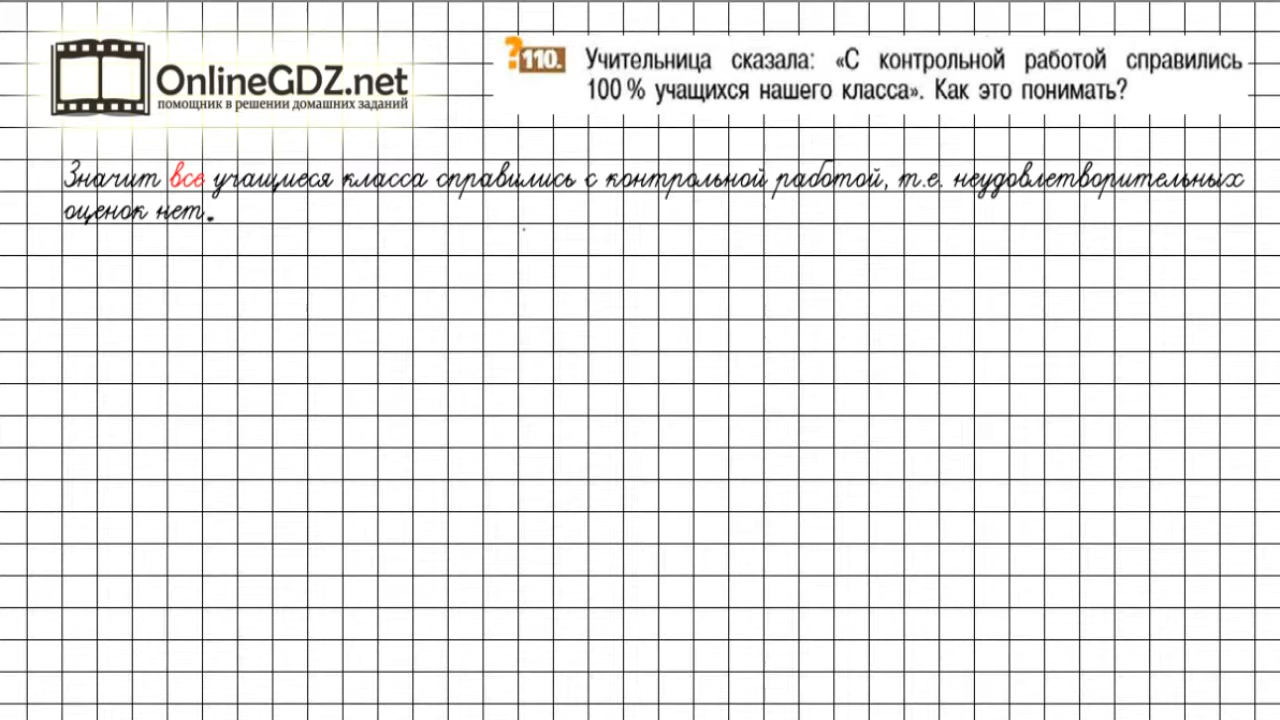 OnlineGDZ.net
помощник в решении домашних заданий
?110. Учительница сказала: «С контрольной работой справились
100 % учащихся нашего класса». Как это понимать?
Значит все учащиеся класса справились с контрольной работой, т.е. неудовлетворительных
оценок нет.